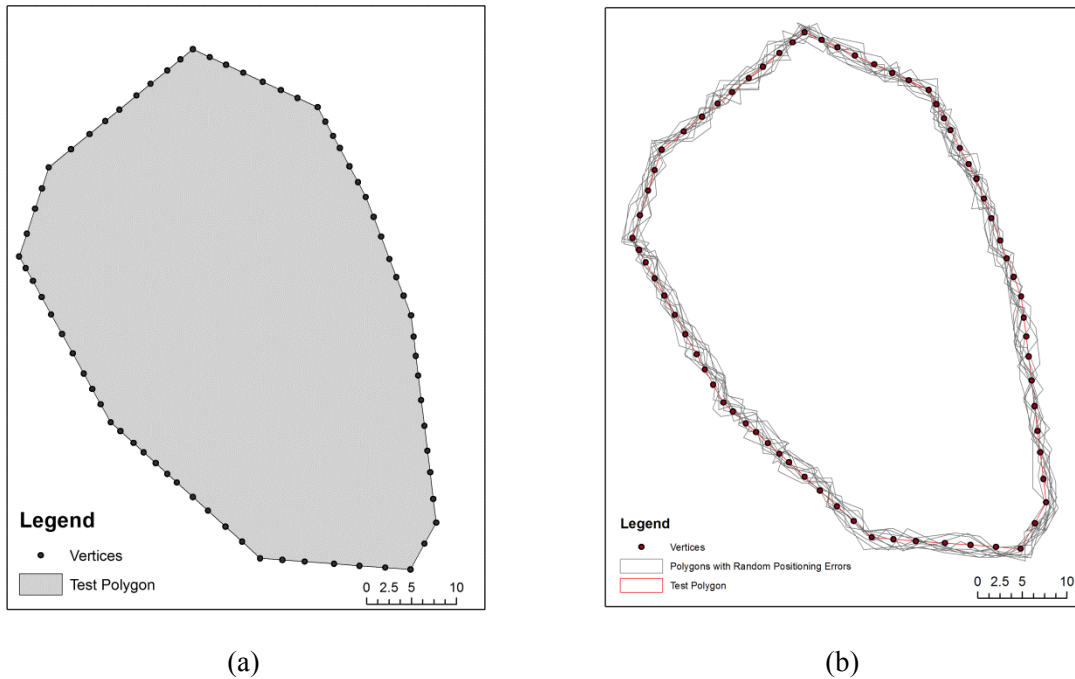 Legend
Vertices
Test Polygon
0 2.5 5 10
(a)
Legend
Vertices
Polygons with Random Positioning Errors
Test Polygon
0 2.5 5 10
(b)